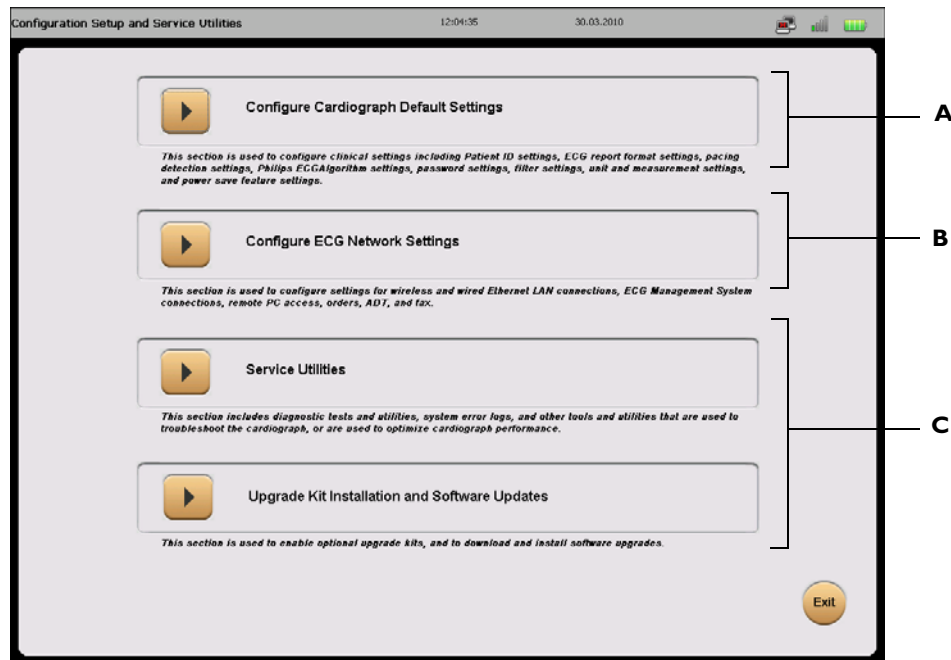 Configuration Setup and Service Utilities 12:04:35 30.03.2010
Configure Cardiograph Default Settings
A
This section is used to configure clinical settings including Patient ID settings, ECG report format settings, pacing
detection settings, Philips ECGAlgorithm settings, password settings, filter settings, unit and measurement settings,
and power save feature settings.
Configure ECG Network Settings
B
This section is used to configure settings for wireless and wired Ethernet LAN connections, ECG Management System
connections, remote PC access, orders, ADT, and fax.
Service Utilities
This section includes diagnostic tests and utilities, system error logs, and other tools and utilities that are used to
troubleshoot the cardiograph, or are used to optimize cardiograph performance.
C
Upgrade Kit Installation and Software Updates
This section is used to enable optional upgrade kits, and to download and install software upgrades.
Exit